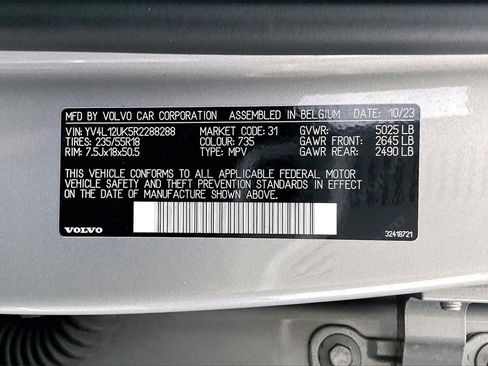 MFD BY VOLVO CAR CORPORATION ASSEMBLED IN BELGIUM DATE: 10/23
VIN: YV4L12UK5R2288288 MARKET CODE: 31 GVWR: 5025 LB
TIRES: 235/55R18 COLOUR: 735 GAWR FRONT: 2645 LB
RIM: 7.5Jx18x50.5 TYPE: MPV GAWR REAR: 2490 LB
THIS VEHICLE CONFORMS TO ALL APPLICABLE FEDERAL MOTOR
VEHICLE SAFETY AND THEFT PREVENTION STANDARDS IN EFFECT
ON THE DATE OF MANUFACTURE SHOWN ABOVE.
VOLVO 32418721